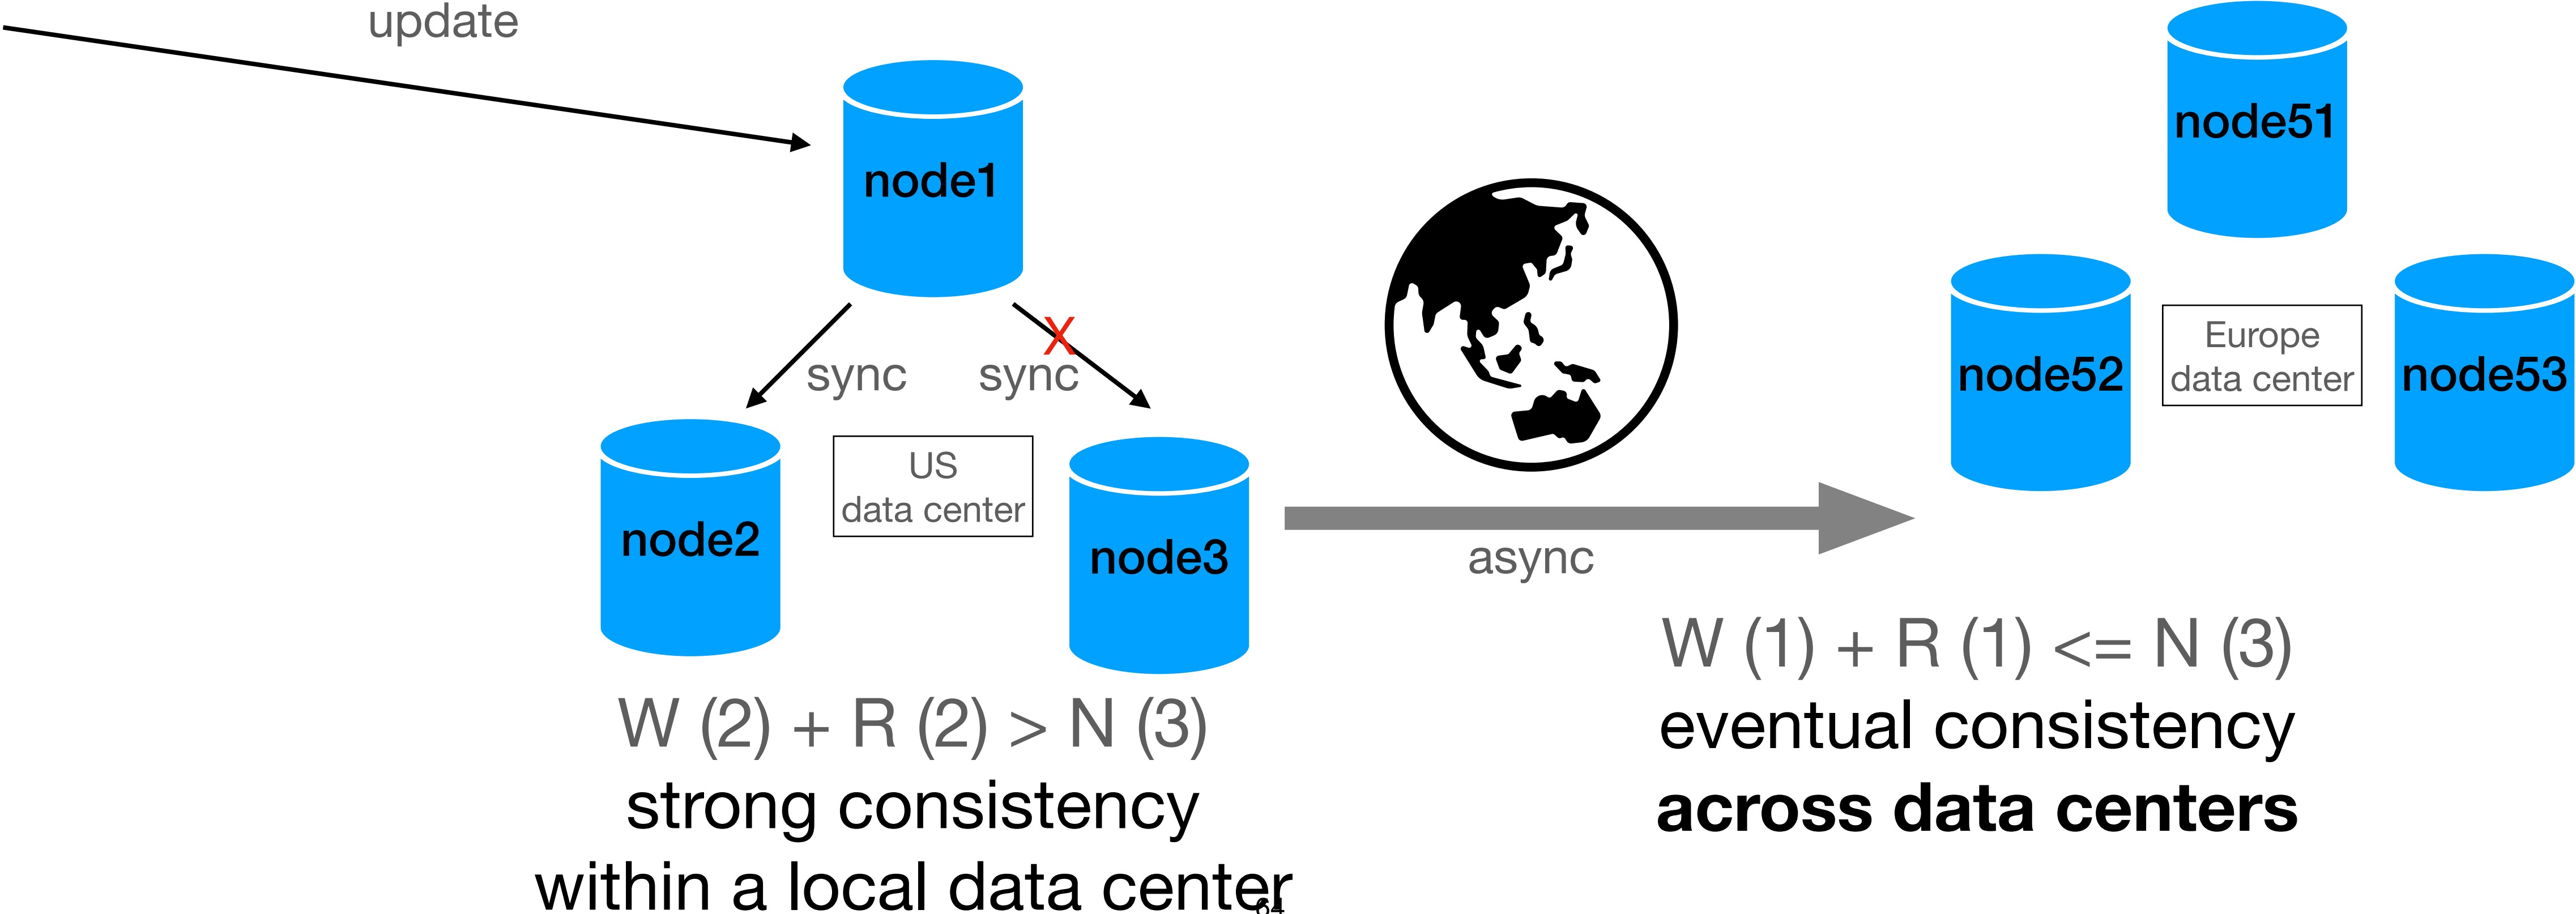 update
node1
X
sync
sync
node2
US
data center
node3
W (2) + R (2) > N (3)
strong consistency
within a local data center
async
node51
node52
Europe
data center
node53
W (1) + R (1) <= N (3)
eventual consistency
across data centers
64